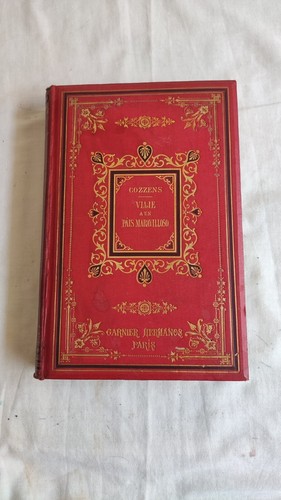 COZZENS
VIAJE
A UN
PAIS MARAVILLOSO
GARNIER HERMANOS
PARIS